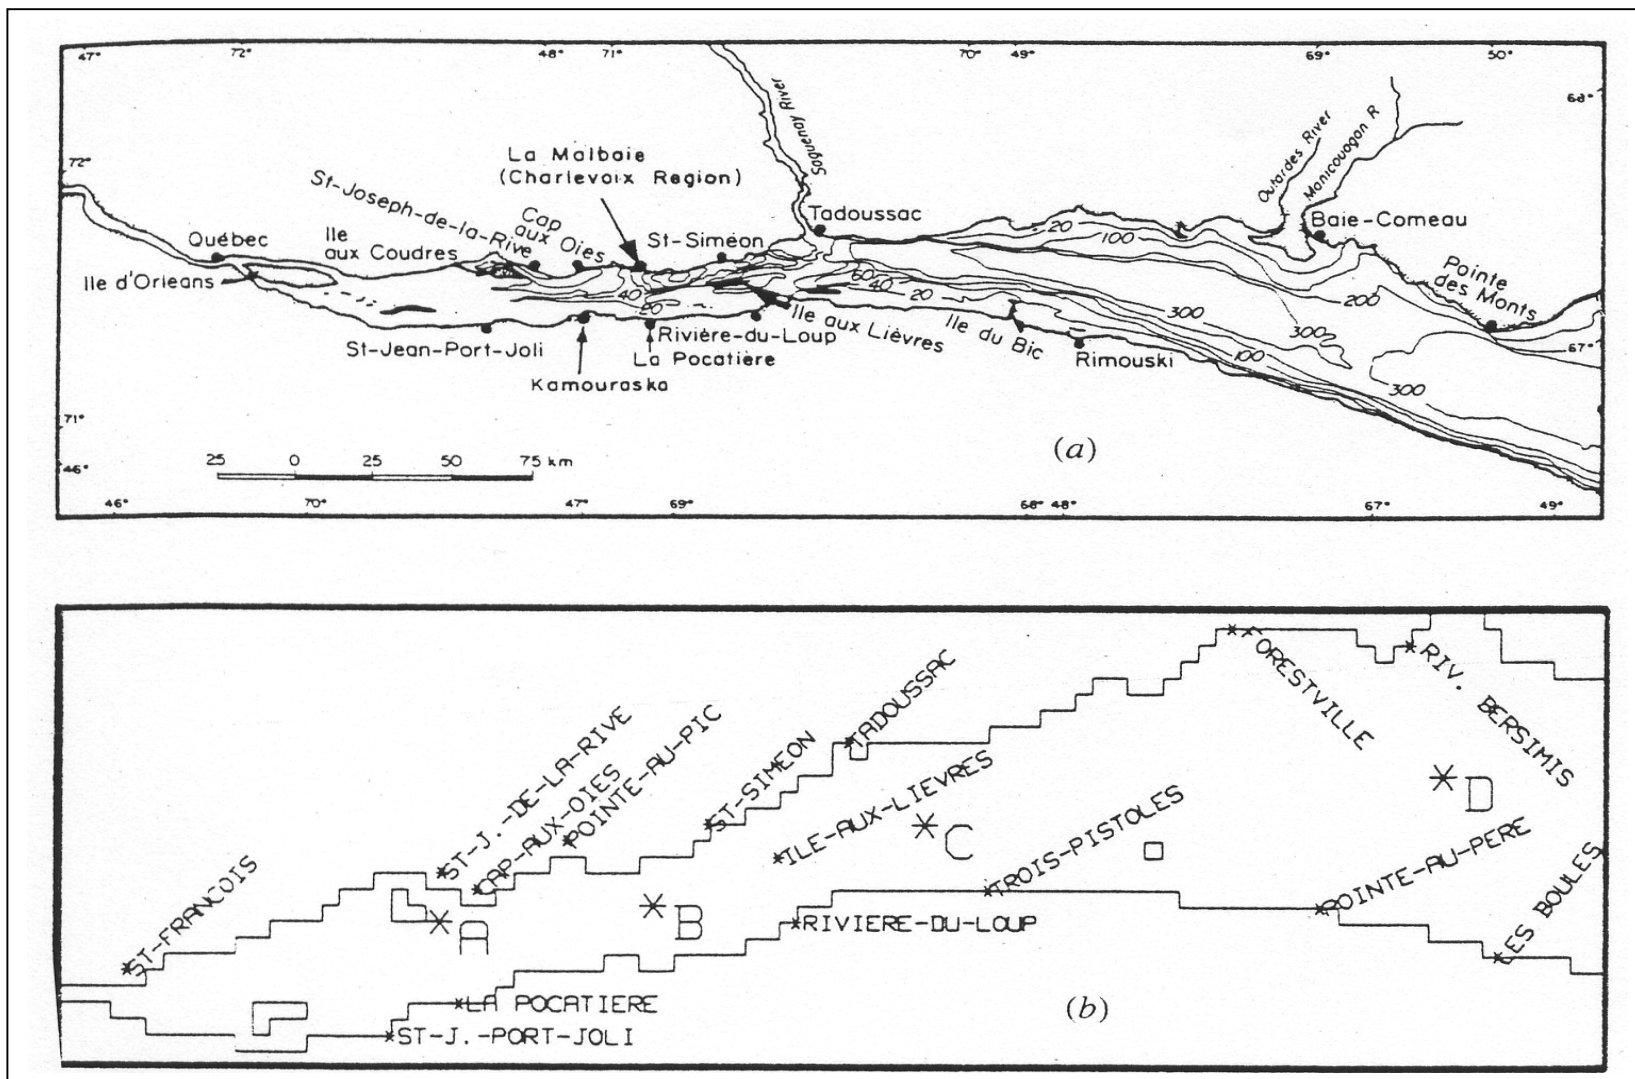 47°
72°
48°
71°
70°
49°
69°
50°
68°
72°
Saguenay River
Outardes River
Manicouagan R
La Malbaie
(Charlevoix Region)
St-Joseph-de-la-Rive
Cap
aux Oies
Tadoussac
Baie-Comeau
Québec
Ile
aux Coudres
St-Siméon
20
100
Pointe
des Monts
Ile d'Orleans
40
20
60
40
20
300
200
300
67°
St-Jean-Port-Joli
Rivière-du-Loup
La Pocatière
Kamouraska
Ile aux Lièvres
Ile du Bic
Rimouski
100
300
71°
(a)
25 0 25 50 75 km
46°
46°
70°
47°
69°
68°
48°
67°
49°
ST-FRANCOIS
ST-J.-DE-LA-RIVE
CAP-AUX-OIES
POINTE-AU-PIC
ST-SIMEON
TADOUSSAC
ILE-AUX-LIEVRES
FORESTVILLE
RIV. BERSIMIS
TROIS-PISTOLES
POINTE-AU-PERE
LES BOULES
A
B
C
D
RIVIERE-DU-LOUP
LA POCATIERE
ST-J.-PORT-JOLI
(b)